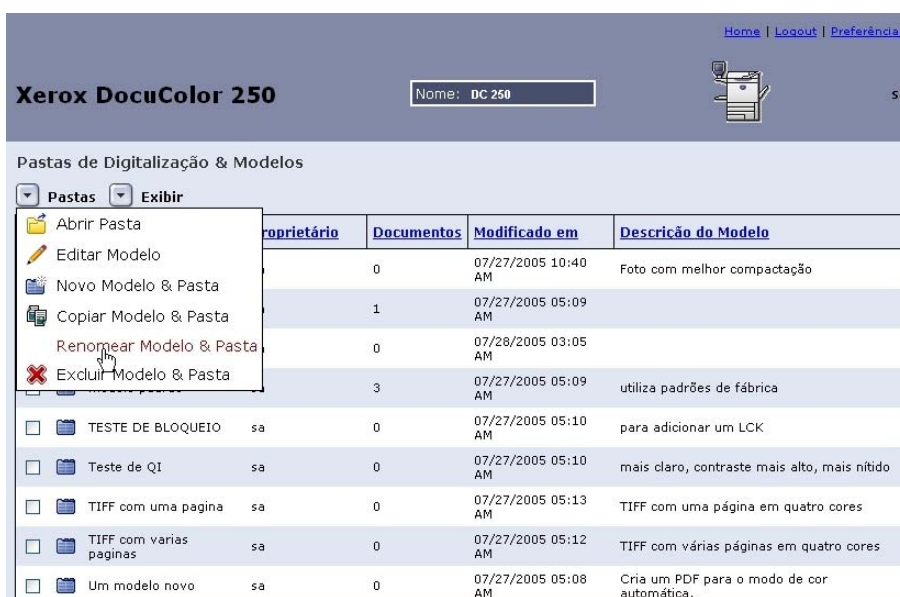 Home | Logout | Preferência
Xerox DocuColor 250
Nome: DC 250
s
Pastas de Digitalização & Modelos
Pastas Exibir
Abrir Pasta
Editar Modelo
Novo Modelo & Pasta
Copiar Modelo & Pasta
Renomear Modelo & Pasta
Excluir Modelo & Pasta
roprietário Documentos Modificado em Descrição do Modelo
0 07/27/2005 10:40 Foto com melhor compactação
AM
1 07/27/2005 05:09
AM
0 07/28/2005 03:05
AM
3 07/27/2005 05:09 utiliza padrões de fábrica
AM
TESTE DE BLOQUEIO sa 0 07/27/2005 05:10 para adicionar um LCK
AM
Teste de QI sa 0 07/27/2005 05:10 mais claro, contraste mais alto, mais nítido
AM
TIFF com uma pagina sa 0 07/27/2005 05:13 TIFF com uma página em quatro cores
AM
TIFF com varias sa 0 07/27/2005 05:12 TIFF com várias páginas em quatro cores
paginas AM
Um modelo novo sa 0 07/27/2005 05:08 Cria um PDF para o modo de cor
AM automática.